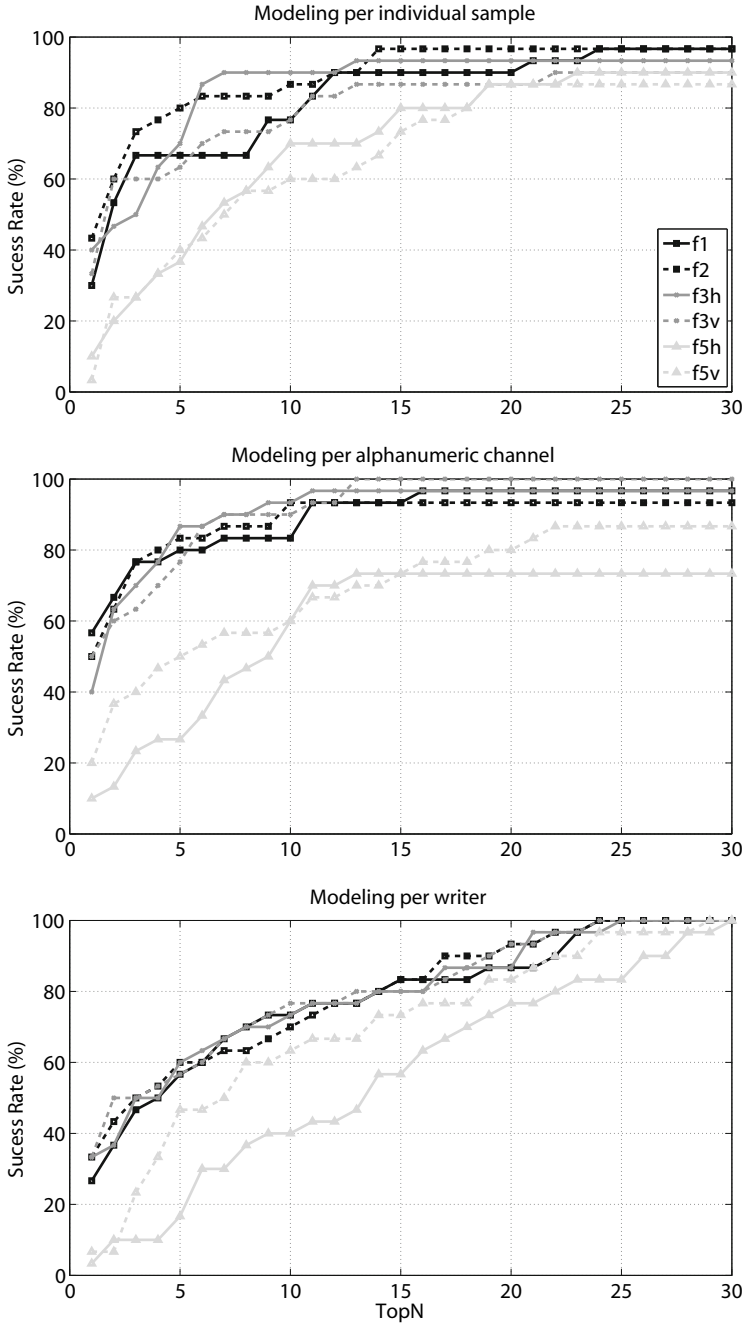 Modeling per individual sample
100
80
60
40
20
0
Sucess Rate (%)
f1
f2
f3h
f3v
f5h
f5v
0 5 10 15 20 25 30
Modeling per alphanumeric channel
100
80
60
40
20
0
Sucess Rate (%)
0 5 10 15 20 25 30
Modeling per writer
100
80
60
40
20
0
Sucess Rate (%)
0 5 10 15 20 25 30
TopN